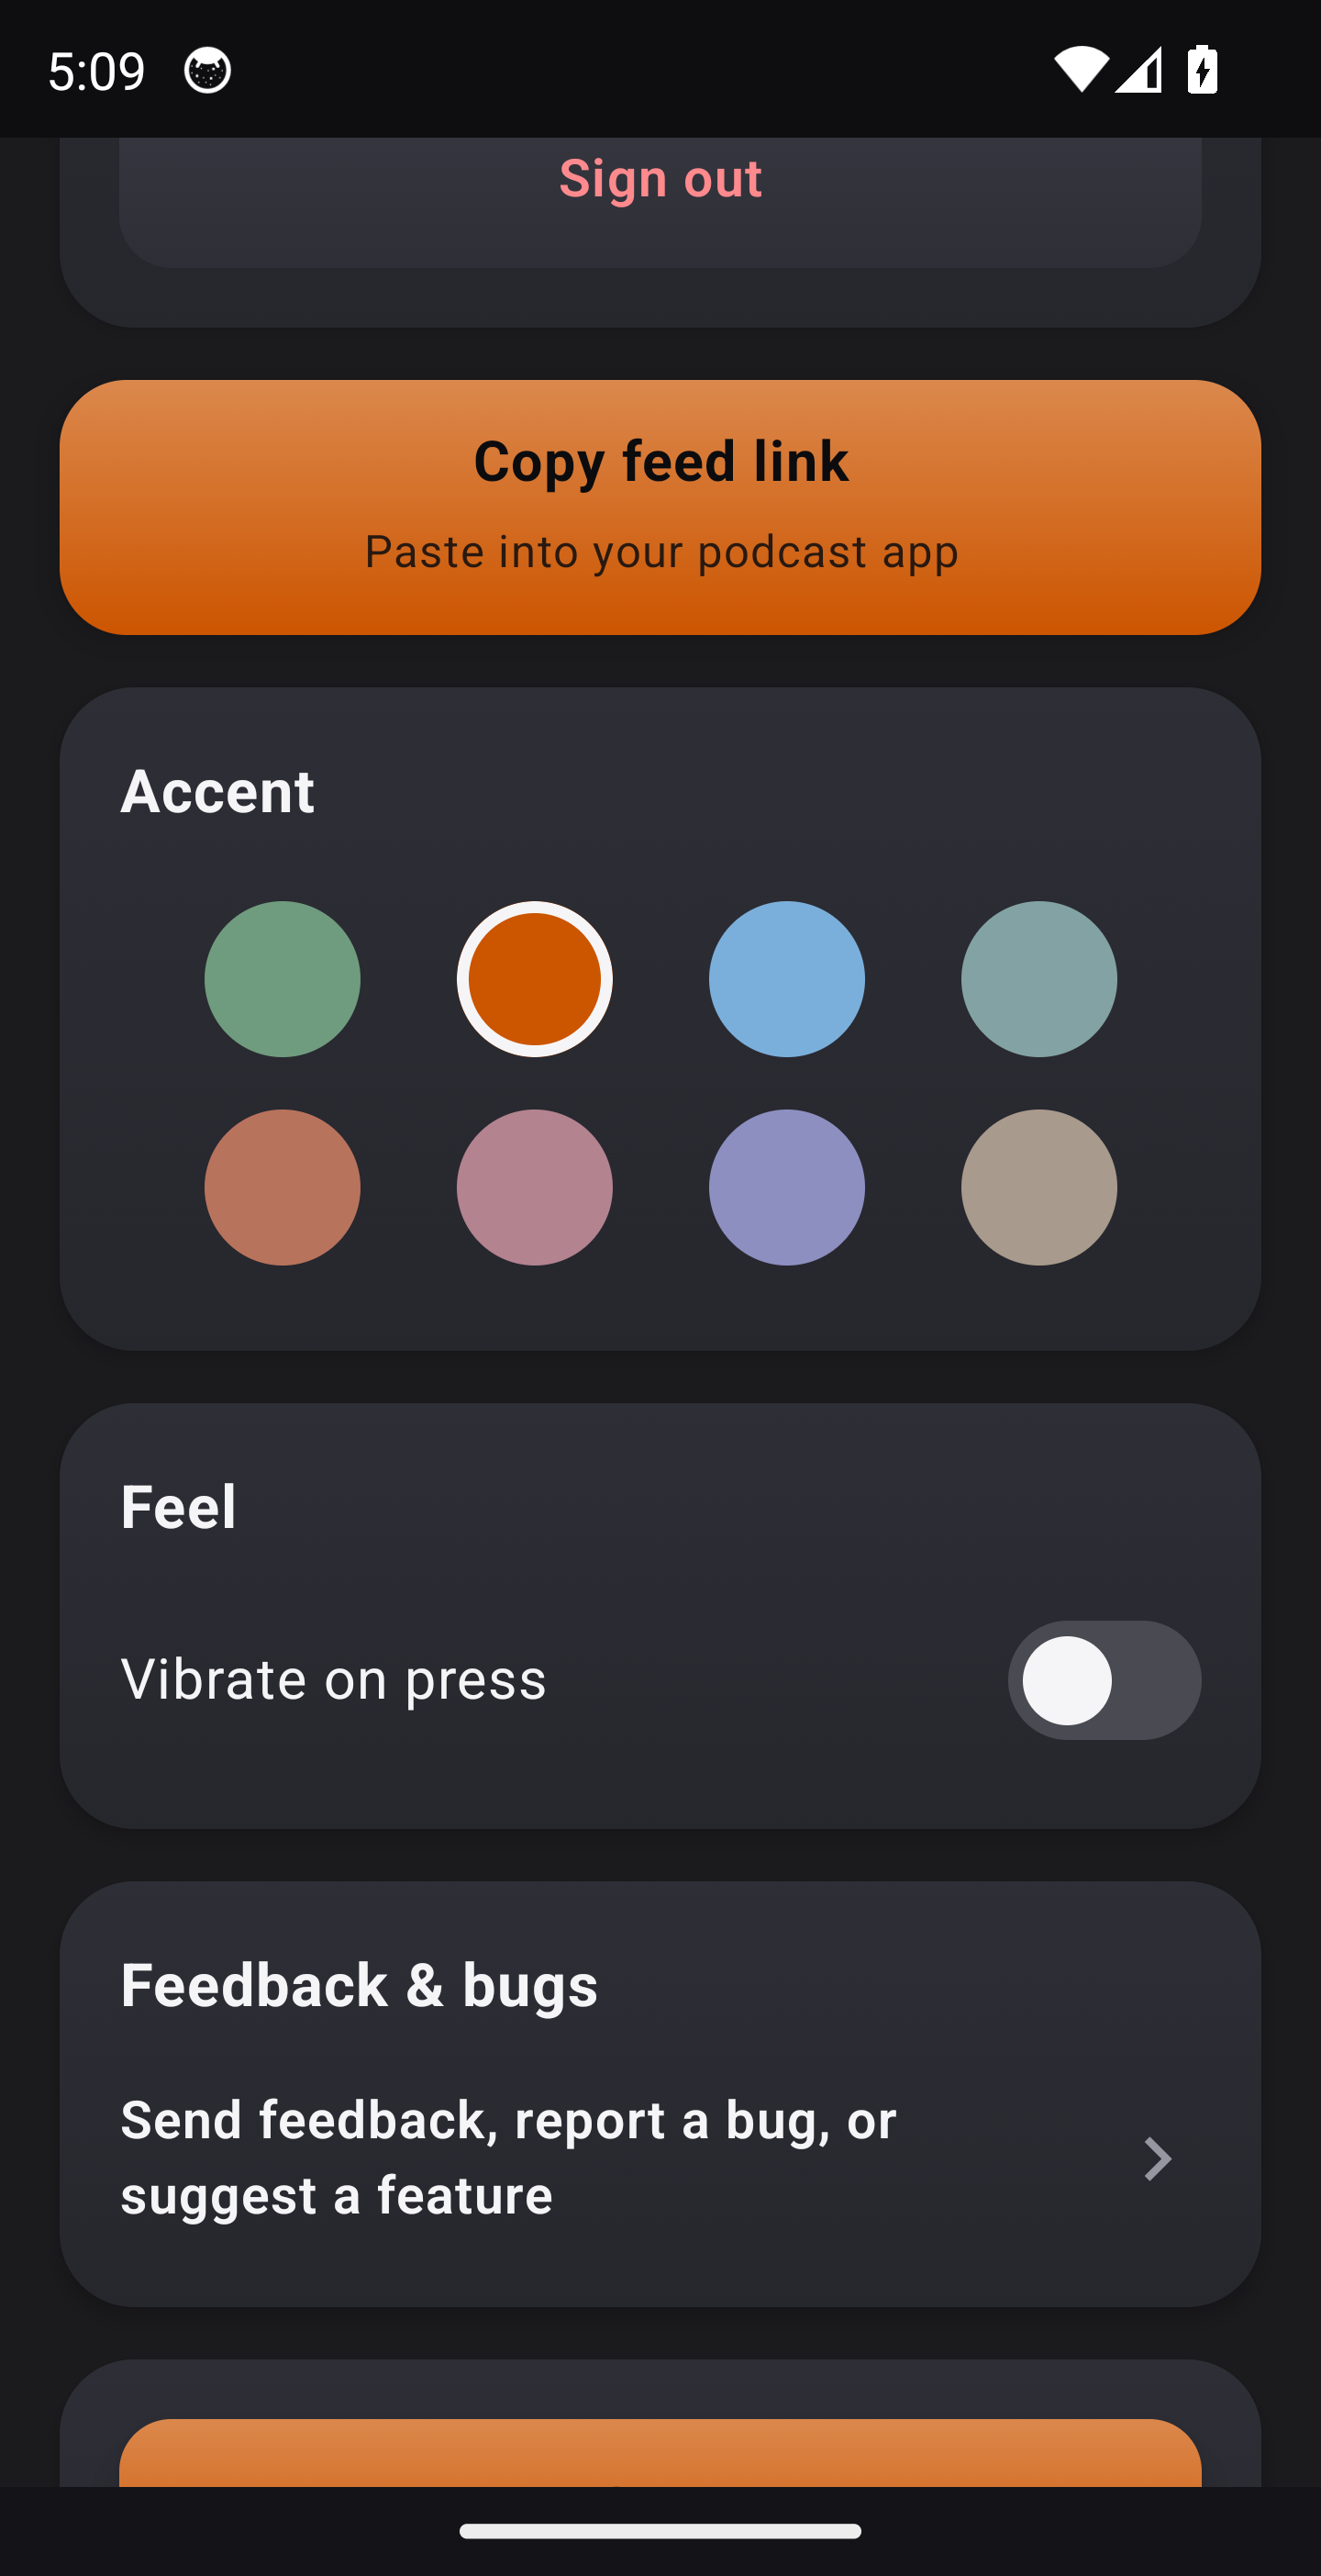 5:09
Sign out
Copy feed link
Paste into your podcast app
Accent
Feel
Vibrate on press
Feedback & bugs
Send feedback, report a bug, or
suggest a feature